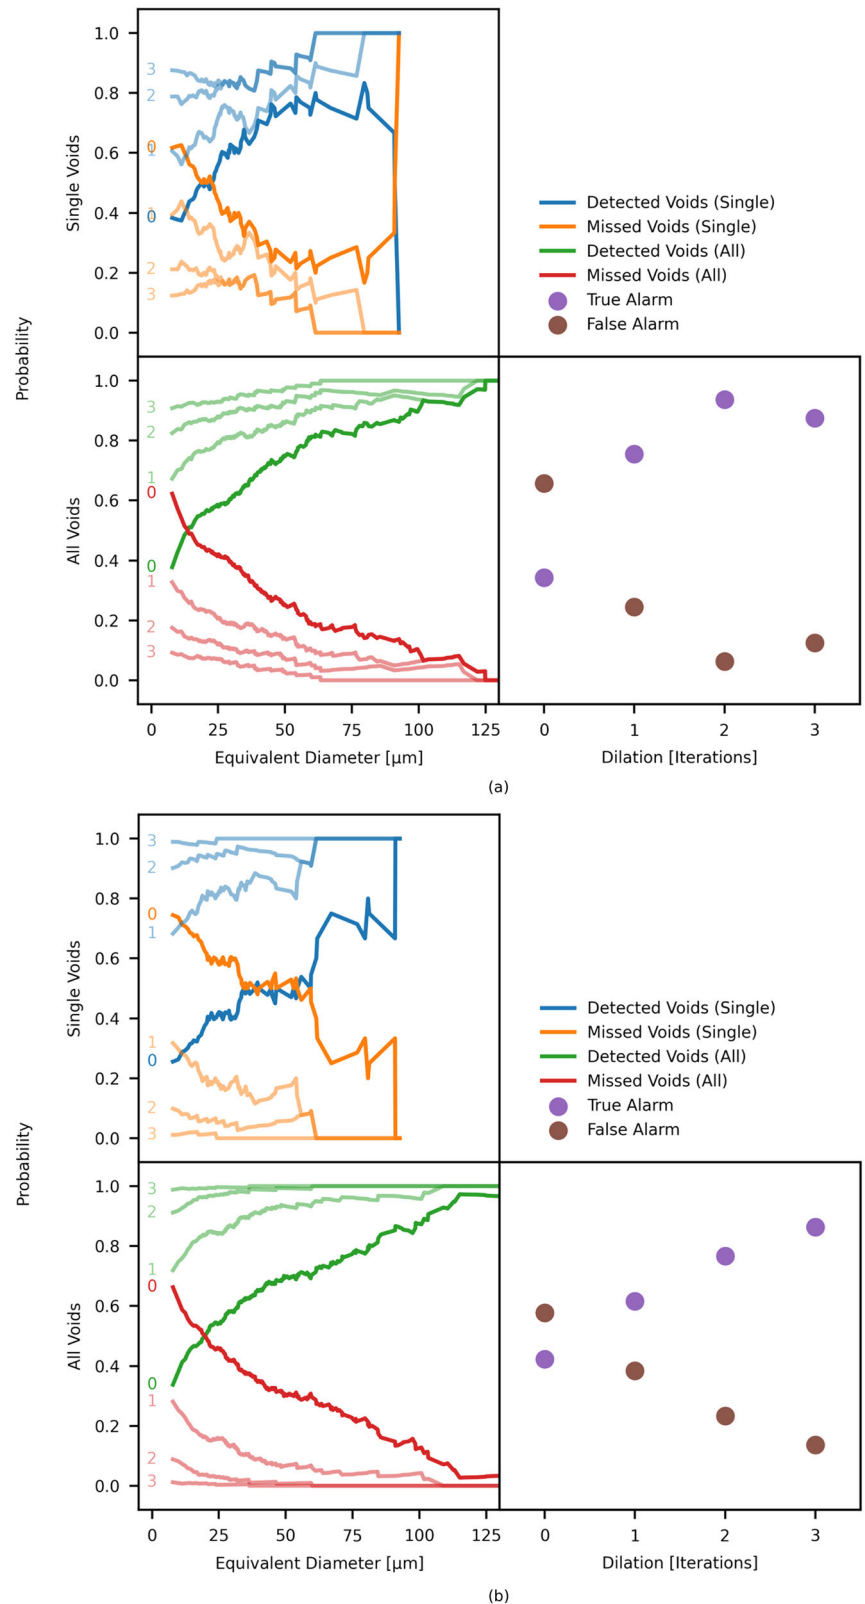 1.0
0.8
0.6
0.4
0.2
0.0
Single Voids
3
2
0
1
0
1
2
3
Detected Voids (Single)
Missed Voids (Single)
Detected Voids (All)
Missed Voids (All)
True Alarm
False Alarm
Probability
1.0
0.8
0.6
0.4
0.2
0.0
All Voids
3
2
1
0
0
1
2
3
0 25 50 75 100 125
Equivalent Diameter [µm]
0 1 2 3
Dilation [Iterations]
(a)
1.0
0.8
0.6
0.4
0.2
0.0
Single Voids
3
2
0
1
1
0
2
3
Detected Voids (Single)
Missed Voids (Single)
Detected Voids (All)
Missed Voids (All)
True Alarm
False Alarm
Probability
1.0
0.8
0.6
0.4
0.2
0.0
All Voids
3
2
1
0
0
1
2
3
0 25 50 75 100 125
Equivalent Diameter [µm]
0 1 2 3
Dilation [Iterations]
(b)